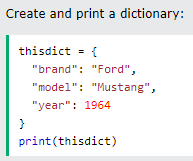 Create and print a dictionary:
thisdict = {
  "brand": "Ford",
  "model": "Mustang",
  "year": 1964
}
print(thisdict)